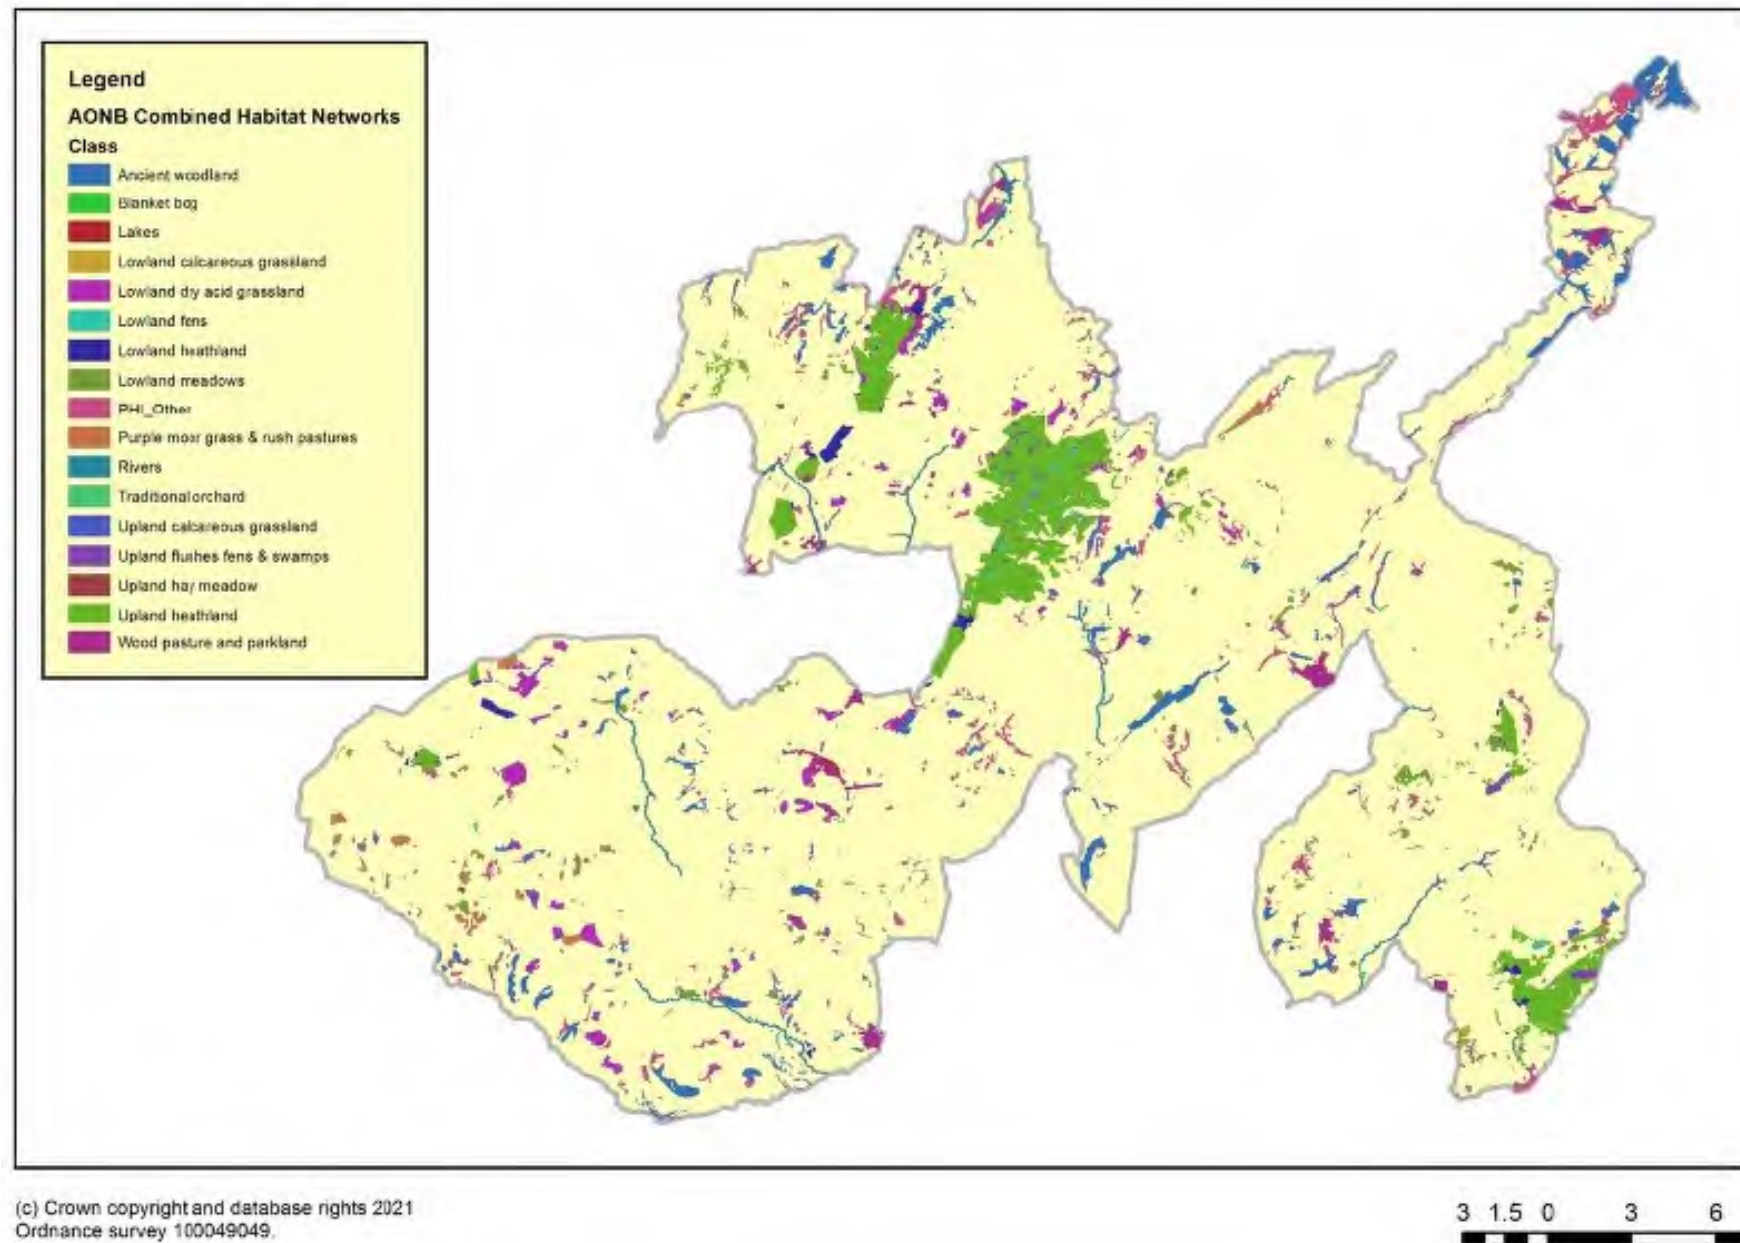 Legend
AONB Combined Habitat Networks
Class
Ancient woodland
Blanket bog
Lakes
Lowland calcareous grassland
Lowland dry acid grassland
Lowland fens
Lowland heathland
Lowland meadows
PHI_Other
Purple moor grass & rush pastures
Rivers
Traditional orchard
Upland calcareous grassland
Upland flushes fens & swamps
Upland hay meadow
Upland heathland
Wood pasture and parkland
(c) Crown copyright and database rights 2021
Ordnance survey 100049049.
3 1.5 0 3 6